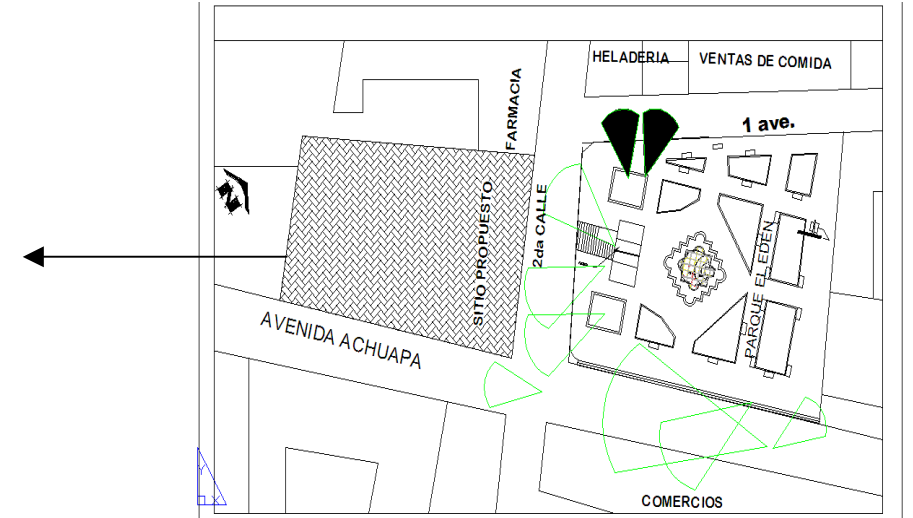 HELADERIA
VENTAS DE COMIDA
FARMACIA
1 ave.
SITIO PROPUESTO
2da CALLE
PARQUE EL EDEN
AVENIDA ACHUAPA
N
Y
X
COMERCIOS